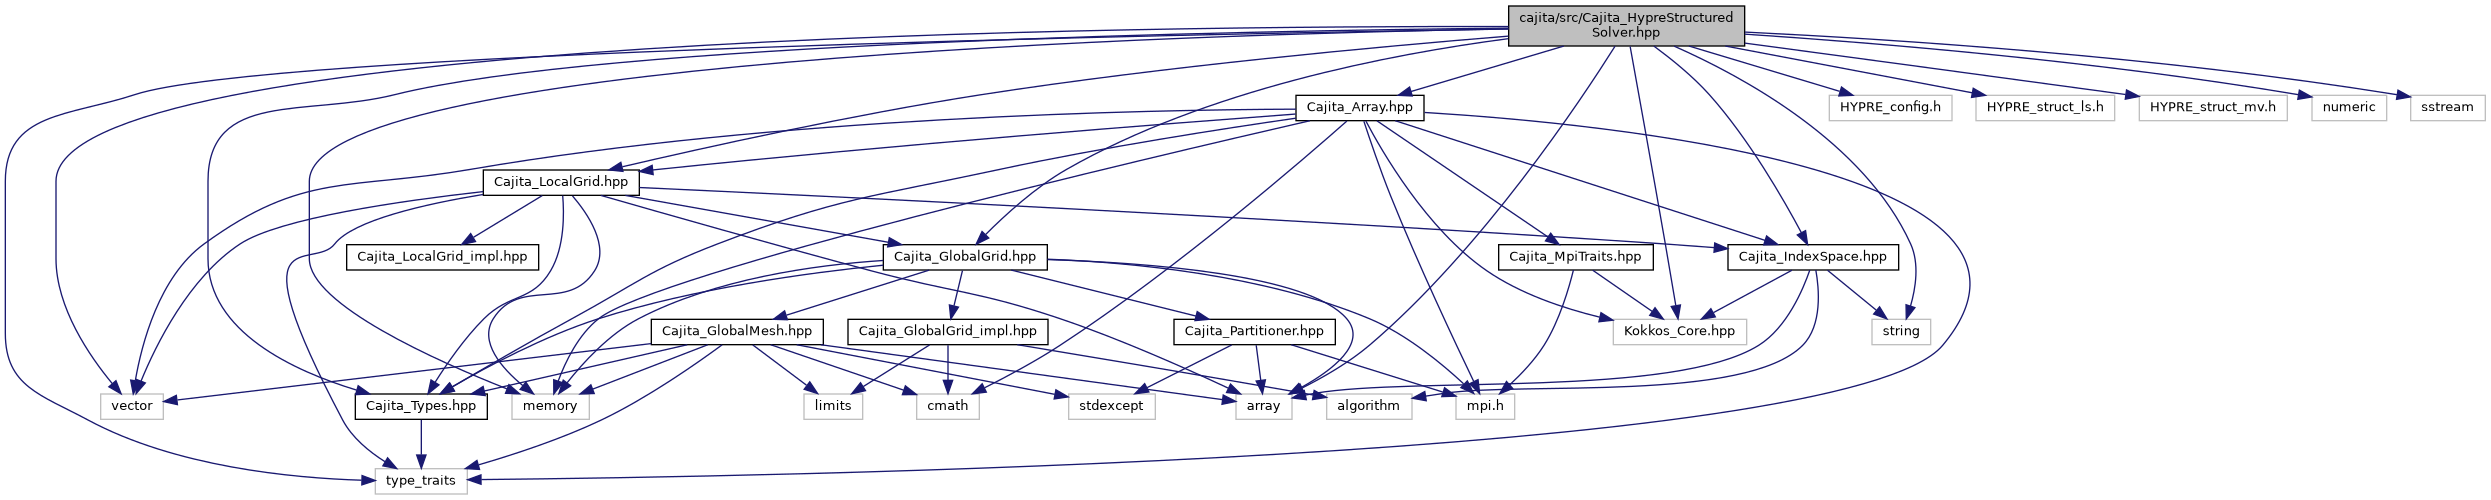 cajita/src/Cajita_HypreStructured
Solver.hpp
Cajita_Array.hpp
HYPRE_config.h
HYPRE_struct_ls.h
HYPRE_struct_mv.h
numeric
sstream
Cajita_LocalGrid.hpp
Cajita_LocalGrid_impl.hpp
Cajita_GlobalGrid.hpp
Cajita_MpiTraits.hpp
Cajita_IndexSpace.hpp
Cajita_GlobalMesh.hpp
Cajita_GlobalGrid_impl.hpp
Cajita_Partitioner.hpp
Kokkos_Core.hpp
string
vector
Cajita_Types.hpp
memory
limits
cmath
stdexcept
array
algorithm
mpi.h
type_traits